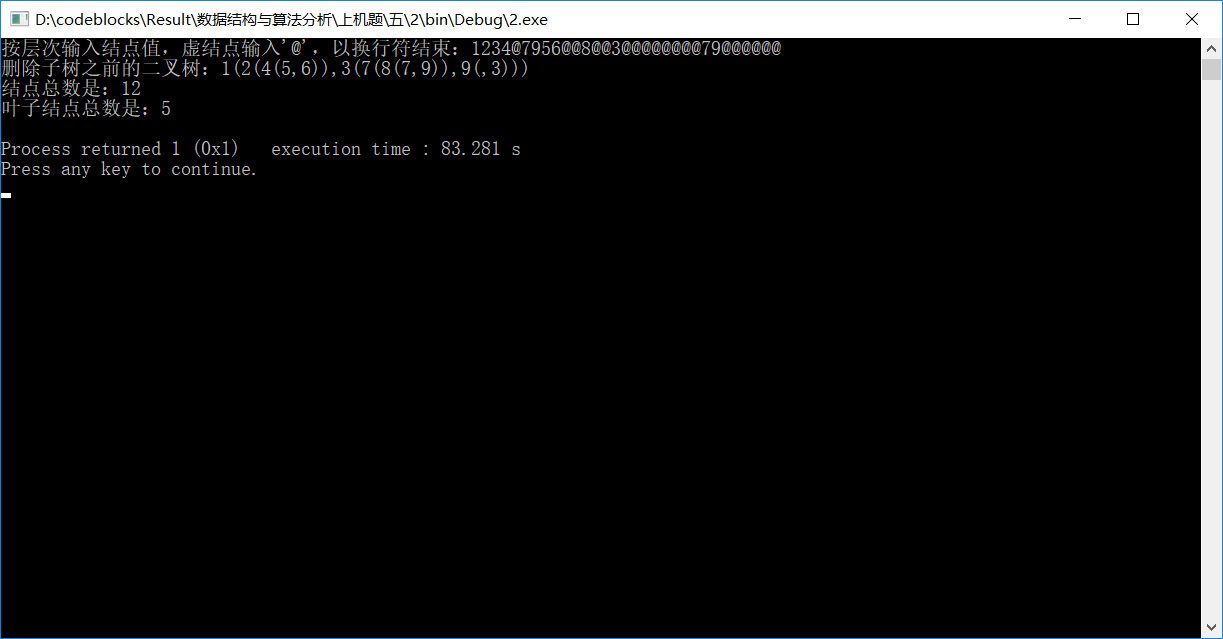 D:\codeblocks\Result\数据结构与算法分析\上机题\五\2\bin\Debug\2.exe
按层次输入结点值，虚结点输入'@'，以换行符结束：1234@7956@@8@@3@@@@@@@@79@@@@@@
删除子树之前的二叉树：1(2(4(5,6)),3(7(8(7,9)),9(,3)))
结点总数是：12
叶子结点总数是：5
Process returned 1 (0x1)   execution time : 83.281 s
Press any key to continue.